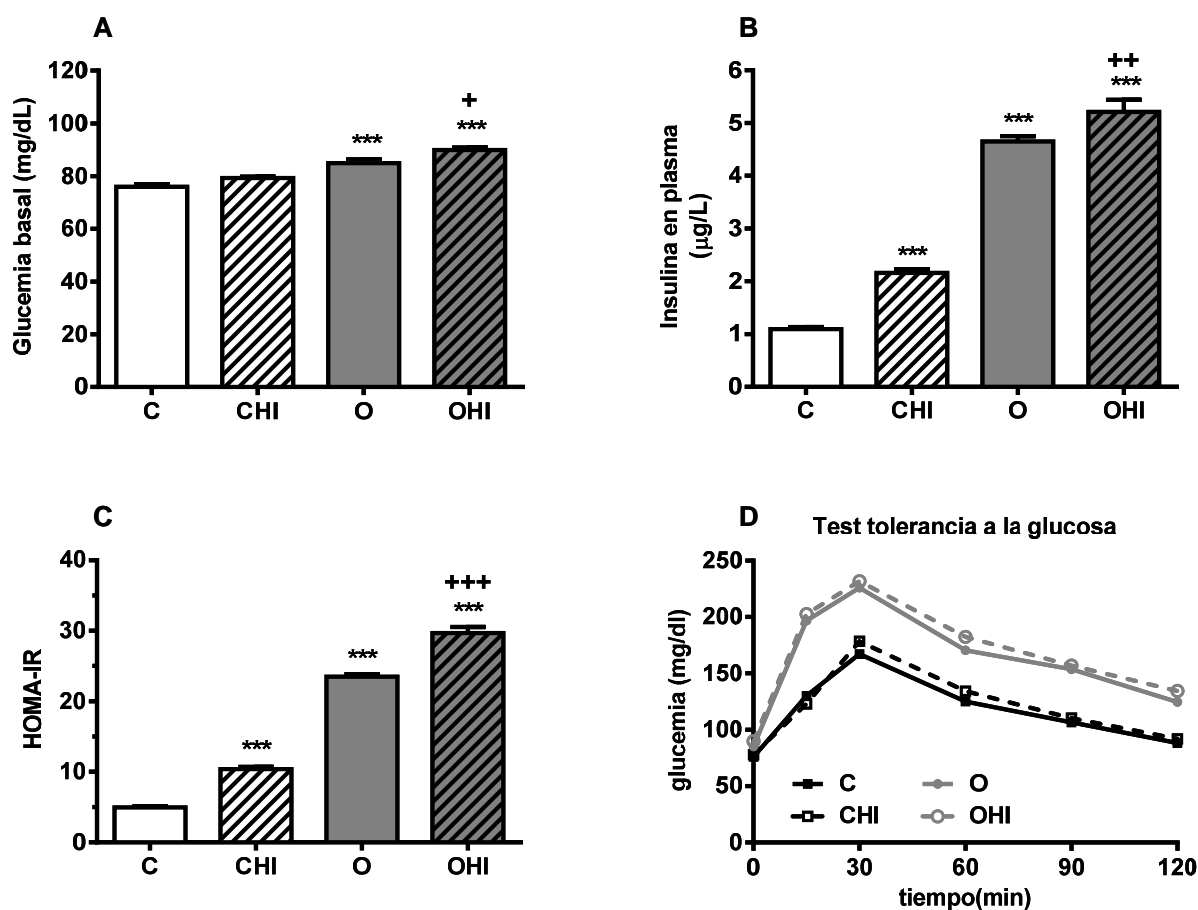 A
Glucemia basal (mg/dL)
120
100
80
60
40
20
0
***
+
***
C CHI O OHI
B
Insulina en plasma
(µg/L)
6
5
4
3
2
1
0
***
***
++
***
C CHI O OHI
C
HOMA-IR
40
30
20
10
0
***
***
+++
***
C CHI O OHI
D
Test tolerancia a la glucosa
glucemia (mg/dl)
250
200
150
100
50
0
C O
CHI OHI
0 30 60 90 120
tiempo(min)